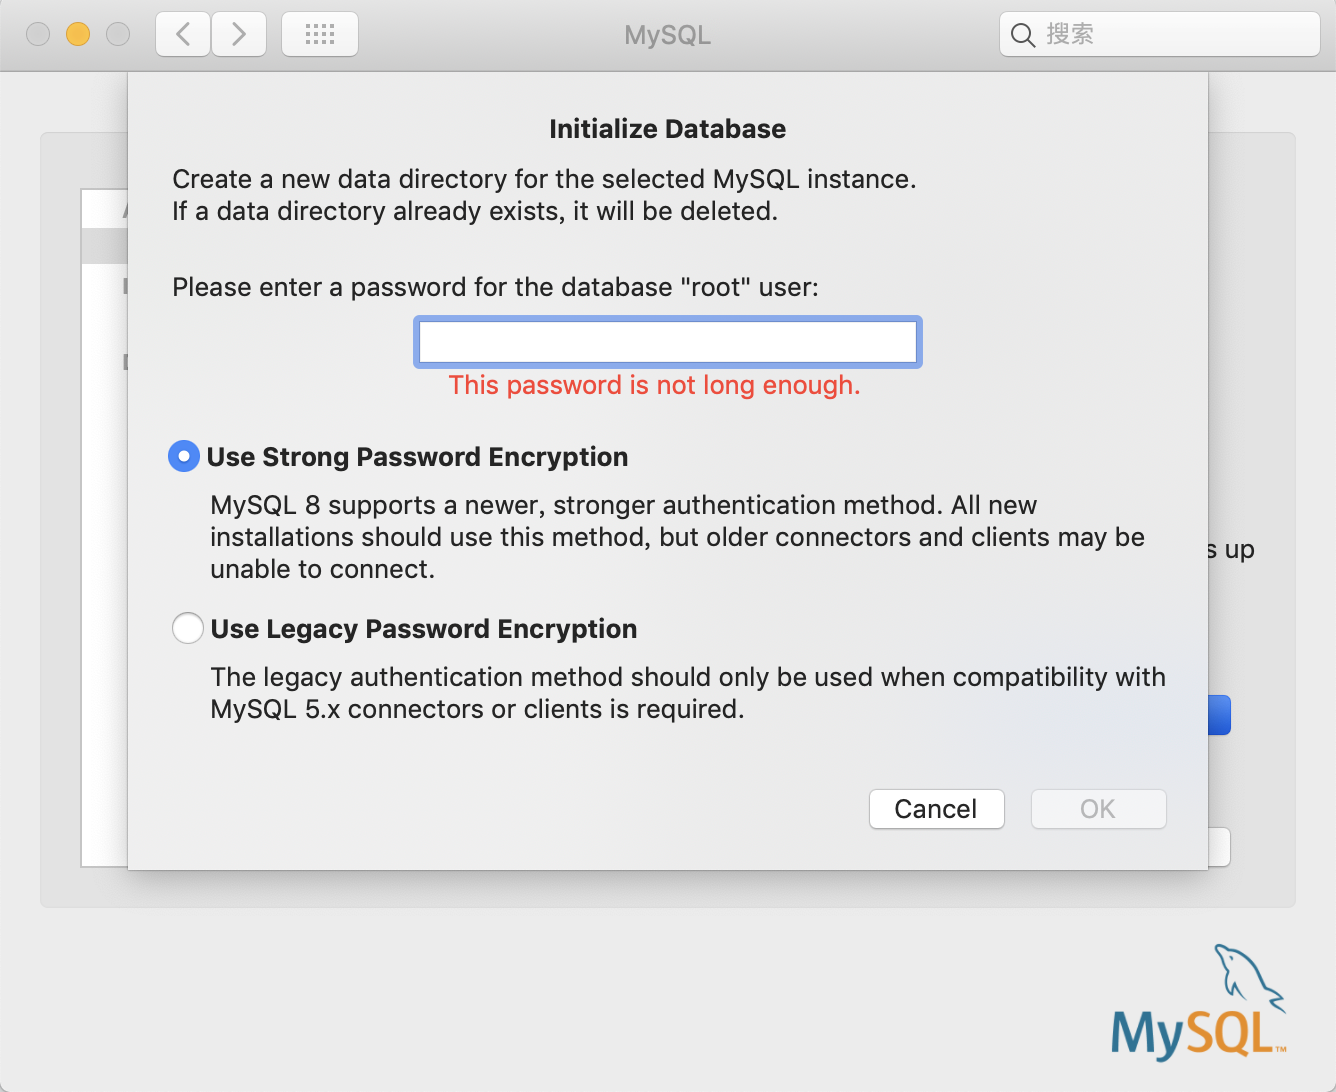 MySQL
搜索
Initialize Database
Create a new data directory for the selected MySQL instance.
If a data directory already exists, it will be deleted.
Please enter a password for the database "root" user:
This password is not long enough.
Use Strong Password Encryption
MySQL 8 supports a newer, stronger authentication method. All new
installations should use this method, but older connectors and clients may be
unable to connect.
s up
Use Legacy Password Encryption
The legacy authentication method should only be used when compatibility with
MySQL 5.x connectors or clients is required.
Cancel
OK
MySQL™